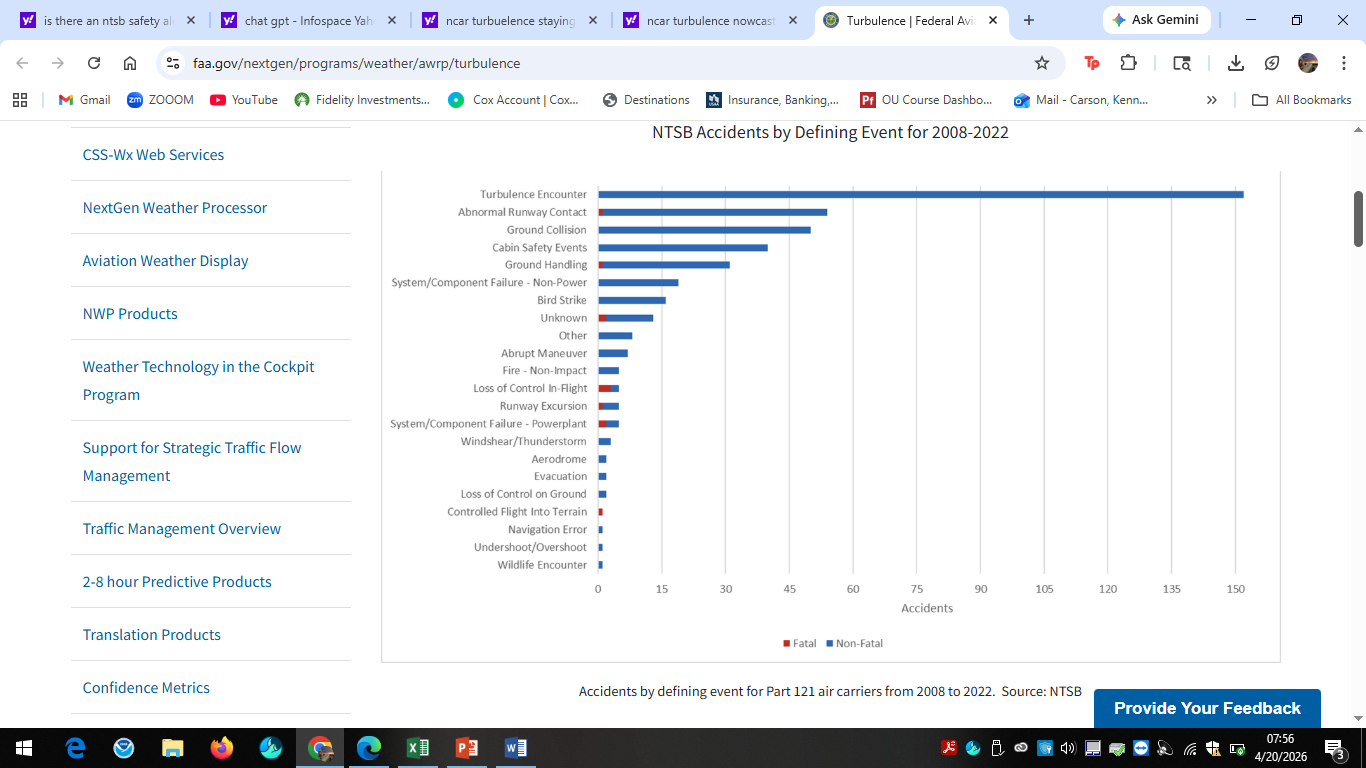 is there an ntsb safety al
chat gpt - Infospace Yah
ncar turbuelence staying
ncar turbulence nowcast
Turbulence | Federal Avi
Ask Gemini
faa.gov/nextgen/programs/weather/awrp/turbulence
Gmail
ZOOOM
YouTube
Fidelity Investments...
Cox Account | Cox...
Destinations
Insurance, Banking,...
OU Course Dashbo...
Mail - Carson, Kenn...
»
All Bookmarks
CSS-Wx Web Services
NextGen Weather Processor
Aviation Weather Display
NWP Products
Weather Technology in the Cockpit
Program
Support for Strategic Traffic Flow
Management
Traffic Management Overview
2-8 hour Predictive Products
Translation Products
Confidence Metrics
NTSB Accidents by Defining Event for 2008-2022
Turbulence Encounter
Abnormal Runway Contact
Ground Collision
Cabin Safety Events
Ground Handling
System/Component Failure - Non-Power
Bird Strike
Unknown
Other
Abrupt Maneuver
Fire - Non-Impact
Loss of Control In-Flight
Runway Excursion
System/Component Failure - Powerplant
Windshear/Thunderstorm
Aerodrome
Evacuation
Loss of Control on Ground
Controlled Flight Into Terrain
Navigation Error
Undershoot/Overshoot
Wildlife Encounter
0 15 30 45 60 75 90 105 120 135 150
Accidents
Fatal Non-Fatal
Accidents by defining event for Part 121 air carriers from 2008 to 2022. Source: NTSB
Provide Your Feedback
07:56
4/20/2026
3